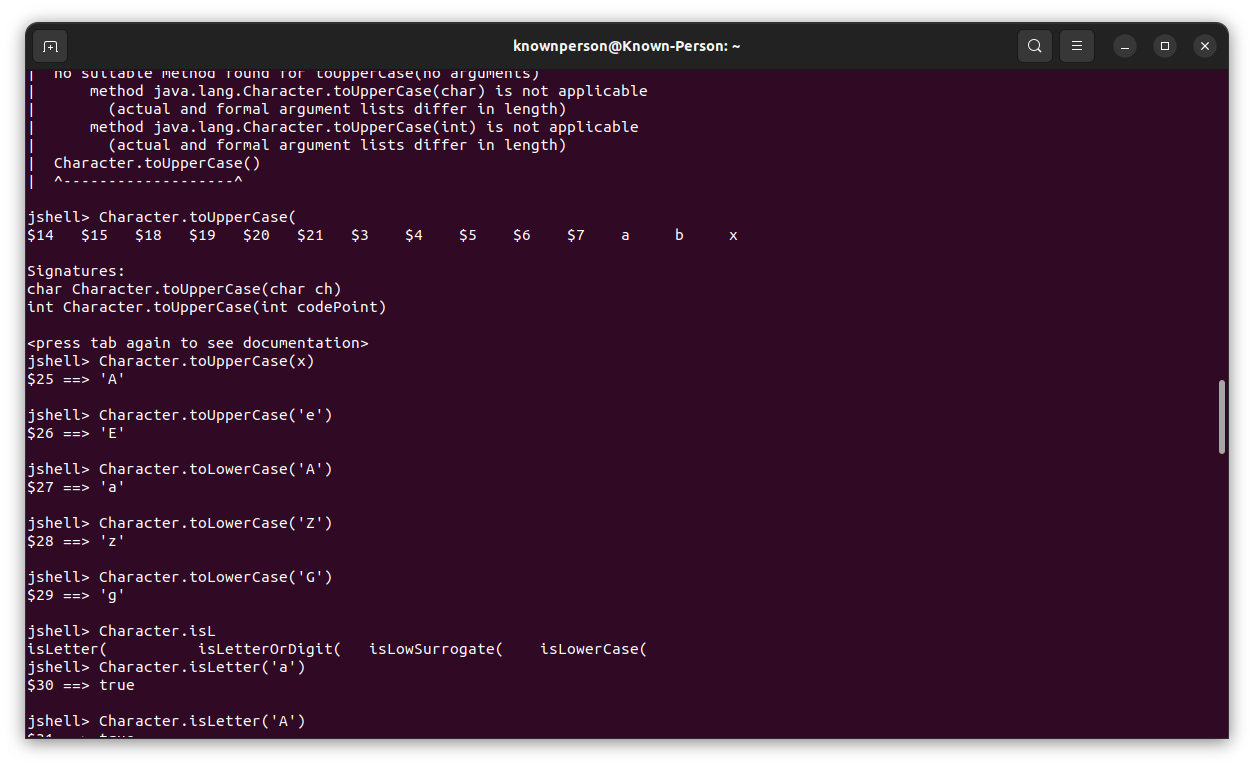 knownperson@Known-Person: ~
|  no suitable method found for toUpperCase(no arguments)
|      method java.lang.Character.toUpperCase(char) is not applicable
|        (actual and formal argument lists differ in length)
|      method java.lang.Character.toUpperCase(int) is not applicable
|        (actual and formal argument lists differ in length)
|  Character.toUpperCase()
|  ^-------------------^
jshell> Character.toUpperCase(
$14   $15   $18   $19   $20   $21   $3    $4    $5    $6    $7    a     b     x
Signatures:
char Character.toUpperCase(char ch)
int Character.toUpperCase(int codePoint)
<press tab again to see documentation>
jshell> Character.toUpperCase(x)
$25 ==> 'A'
jshell> Character.toUpperCase('e')
$26 ==> 'E'
jshell> Character.toLowerCase('A')
$27 ==> 'a'
jshell> Character.toLowerCase('Z')
$28 ==> 'z'
jshell> Character.toLowerCase('G')
$29 ==> 'g'
jshell> Character.isL
isLetter(          isLetterOrDigit(   isLowSurrogate(    isLowerCase(
jshell> Character.isLetter('a')
$30 ==> true
jshell> Character.isLetter('A')
$31 ==> true